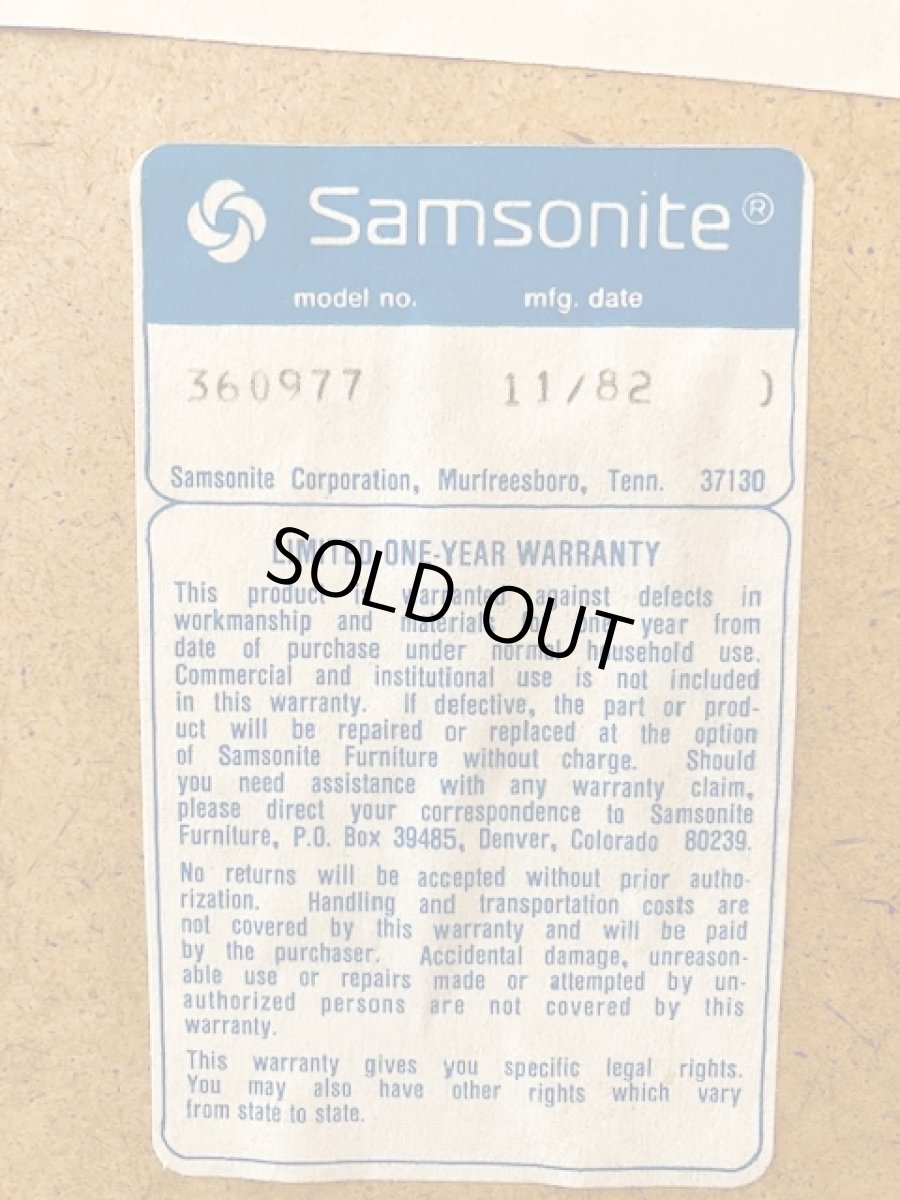 Samsonite®
model no. mfg. date
360977 11/82 )
Samsonite Corporation, Murfreesboro, Tenn. 37130
LIMITED ONE-YEAR WARRANTY
This product is warranted against defects in
workmanship and materials for one year from
date of purchase under normal household use.
Commercial and institutional use is not included
in this warranty. If defective, the part or prod-
uct will be repaired or replaced at the option
of Samsonite Furniture without charge. Should
you need assistance with any warranty claim,
please direct your correspondence to Samsonite
Furniture, P.O. Box 39485, Denver, Colorado 80239.
No returns will be accepted without prior autho-
rization. Handling and transportation costs are
not covered by this warranty and will be paid
by the purchaser. Accidental damage, unreason-
able use or repairs made or attempted by un-
authorized persons are not covered by this
warranty.
This warranty gives you specific legal rights.
You may also have other rights which vary
from state to state.
SOLD OUT